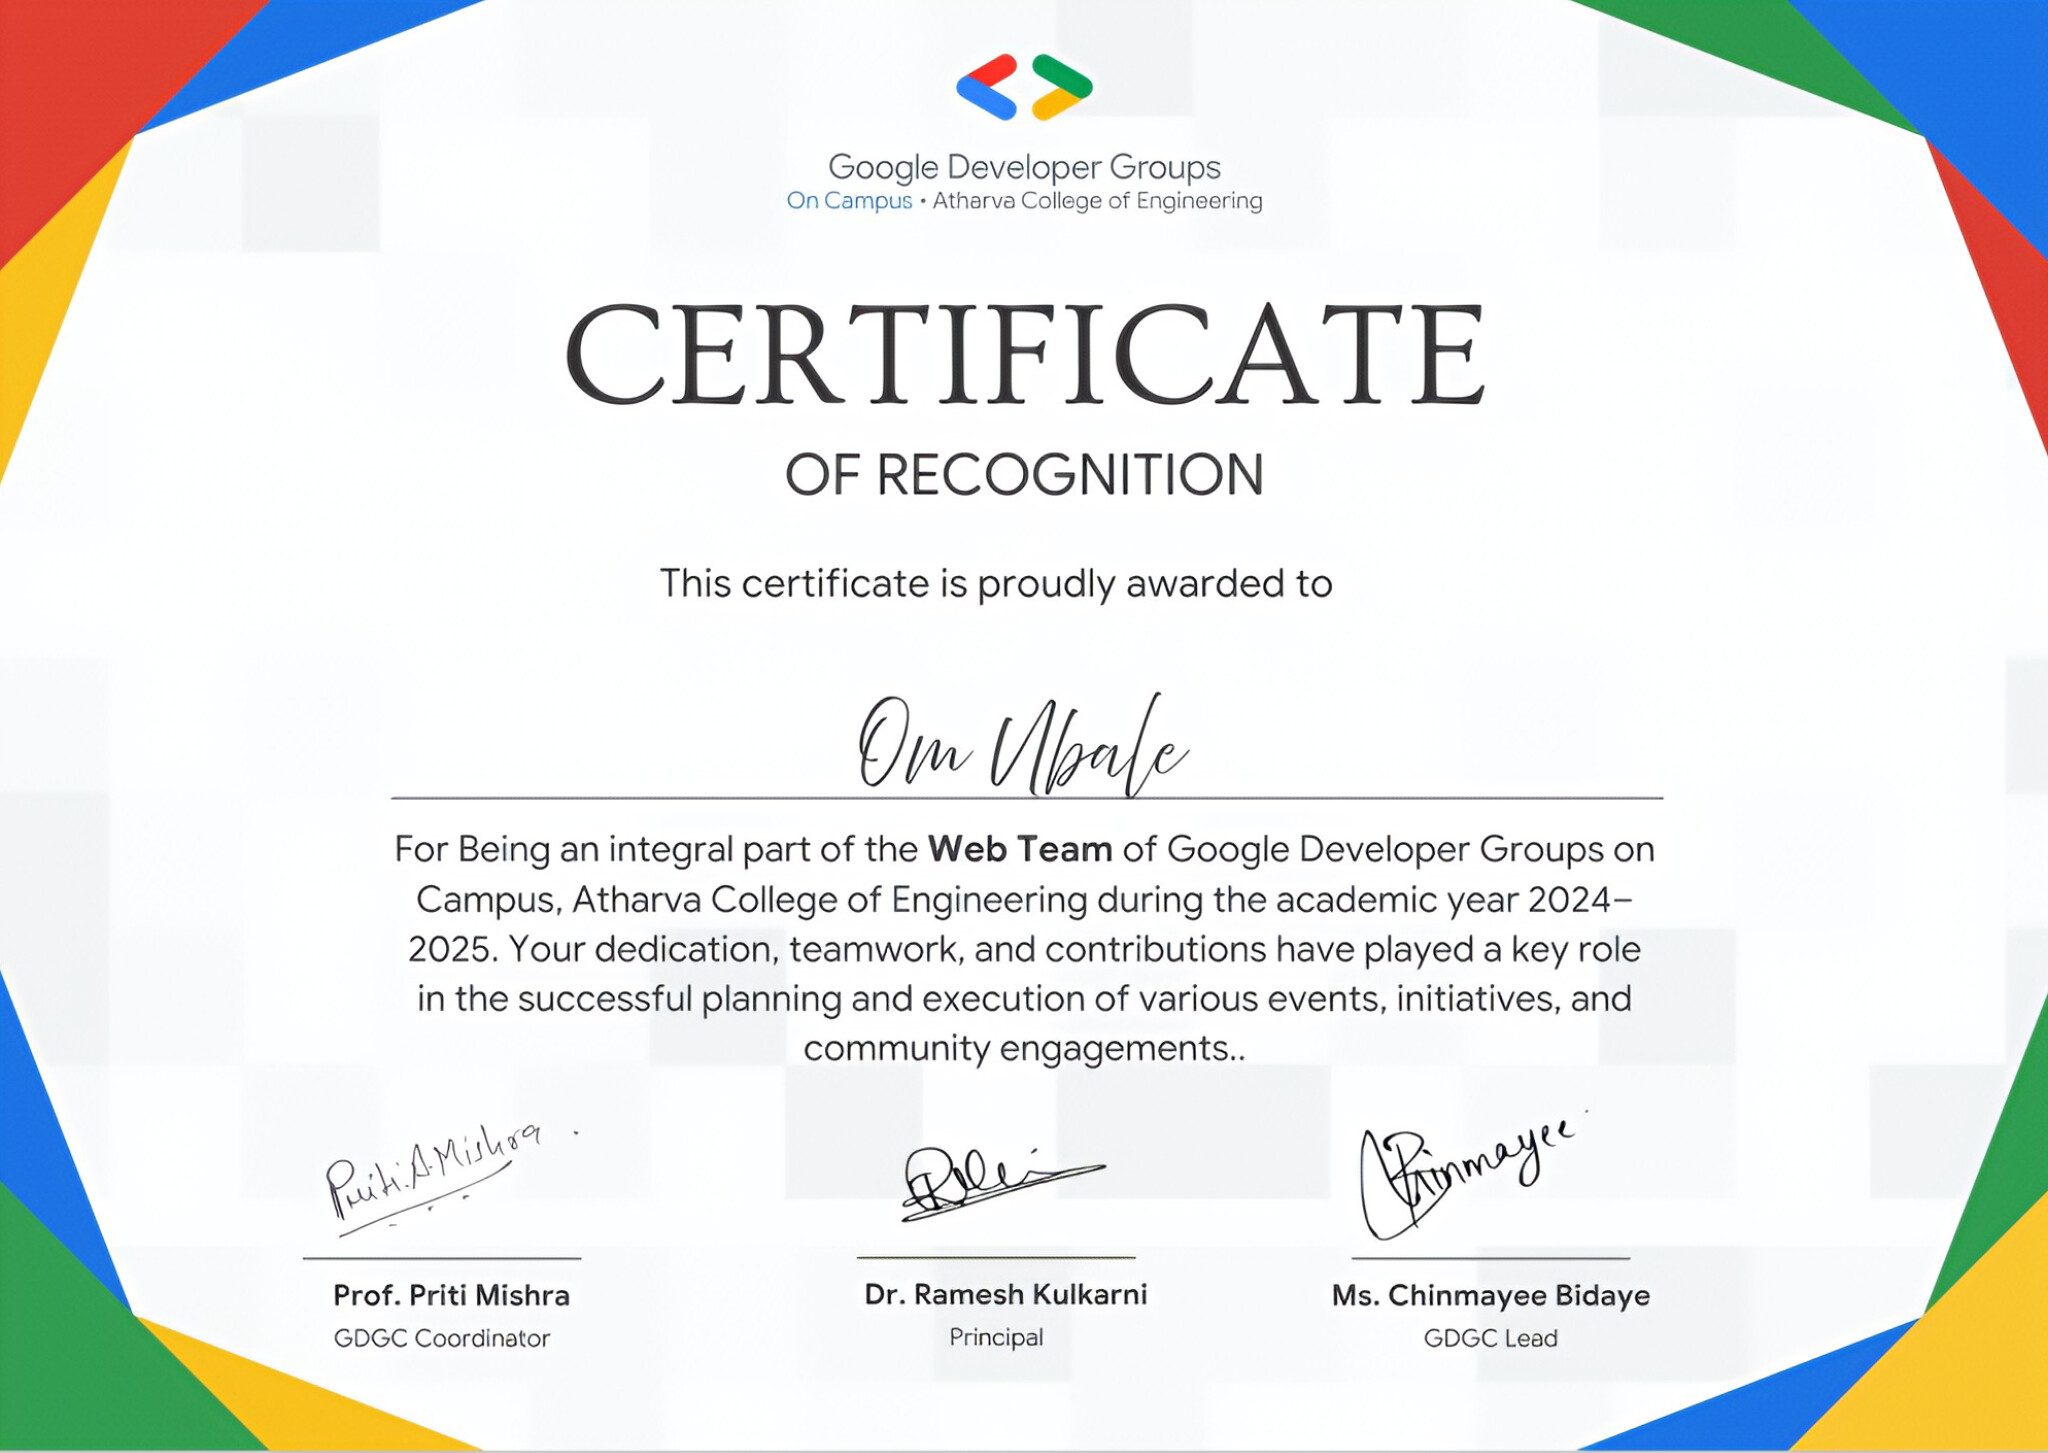 Google Developer Groups
On Campus • Atharva College of Engineering
CERTIFICATE
OF RECOGNITION
This certificate is proudly awarded to
Om Ubale
For Being an integral part of the Web Team of Google Developer Groups on
Campus, Atharva College of Engineering during the academic year 2024–
2025. Your dedication, teamwork, and contributions have played a key role
in the successful planning and execution of various events, initiatives, and
community engagements..
Priti.A.Mishra
Chinmayee
Prof. Priti Mishra
Dr. Ramesh Kulkarni
Ms. Chinmayee Bidaye
GDGC Coordinator
Principal
GDGC Lead